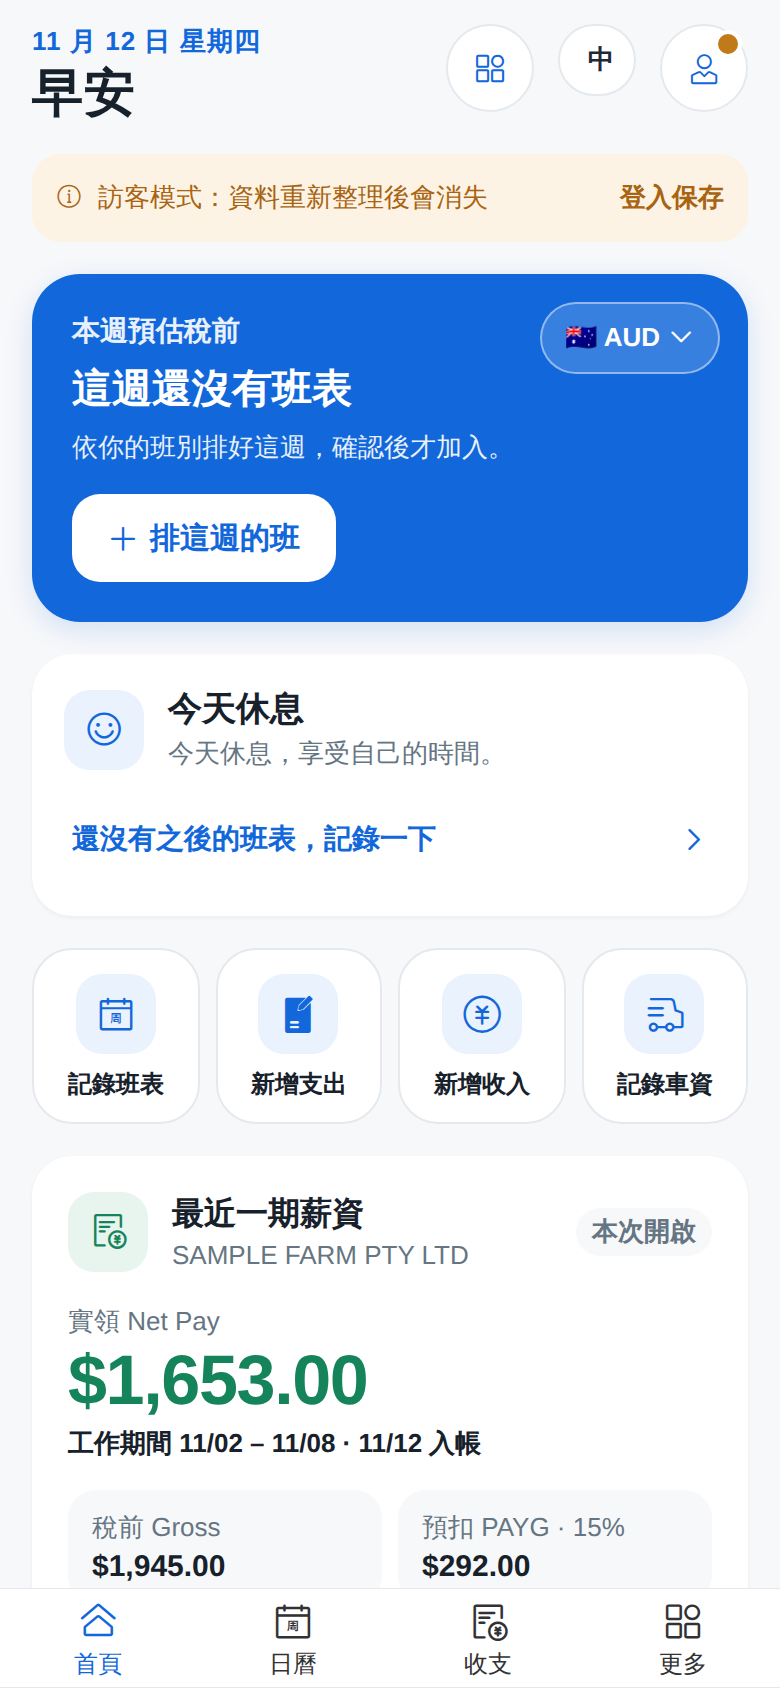 11 月 12 日 星期四
早安
中
訪客模式：資料重新整理後會消失
登入保存
本週預估稅前
AUD
這週還沒有班表
依你的班別排好這週，確認後才加入。
排這週的班
今天休息
今天休息，享受自己的時間。
還沒有之後的班表，記錄一下
周
¥
記錄班表
新增支出
新增收入
記錄車資
¥
最近一期薪資
SAMPLE FARM PTY LTD
本次開啟
實領 Net Pay
$1,653.00
工作期間 11/02 – 11/08 · 11/12 入帳
稅前 Gross
預扣 PAYG · 15%
$1,945.00
$292.00
周
¥
首頁
日曆
收支
更多